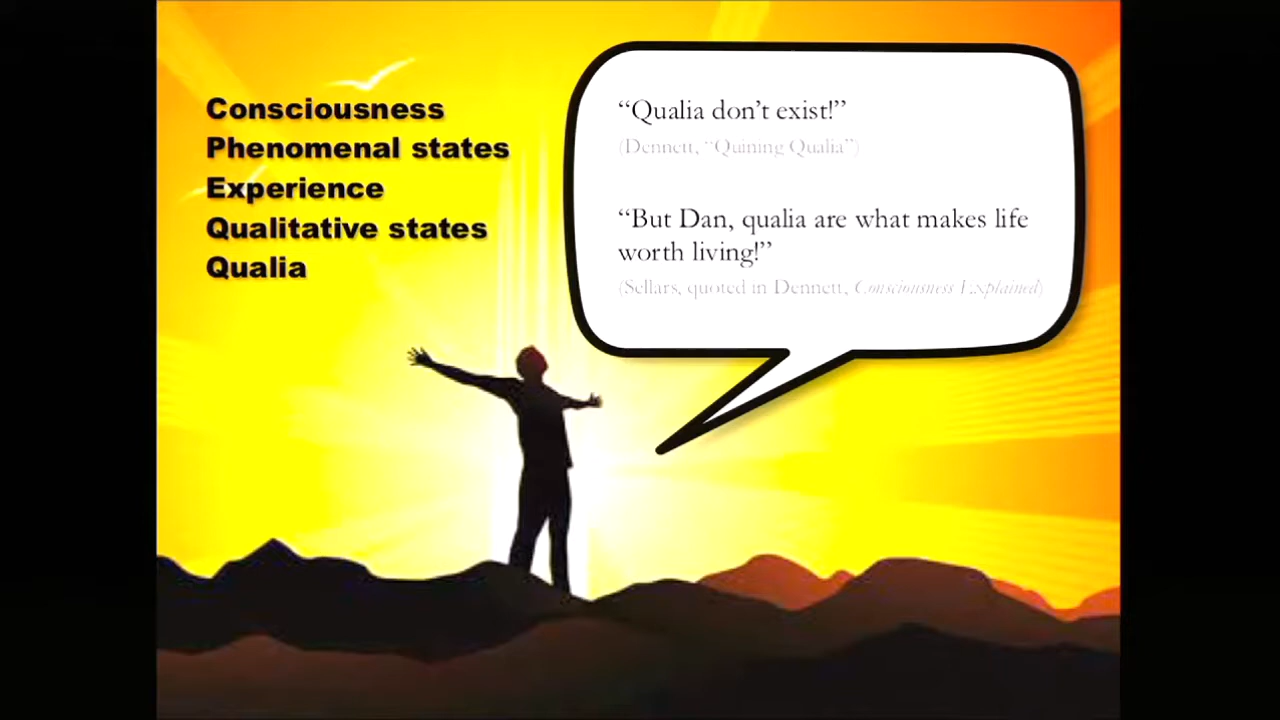 Consciousness
Phenomenal states
Experience
Qualitative states
Qualia
“Qualia don’t exist!”
(Dennett, “Quining Qualia”)
“But Dan, qualia are what makes life
worth living!”
(Sellars, quoted in Dennett, Consciousness Explained)